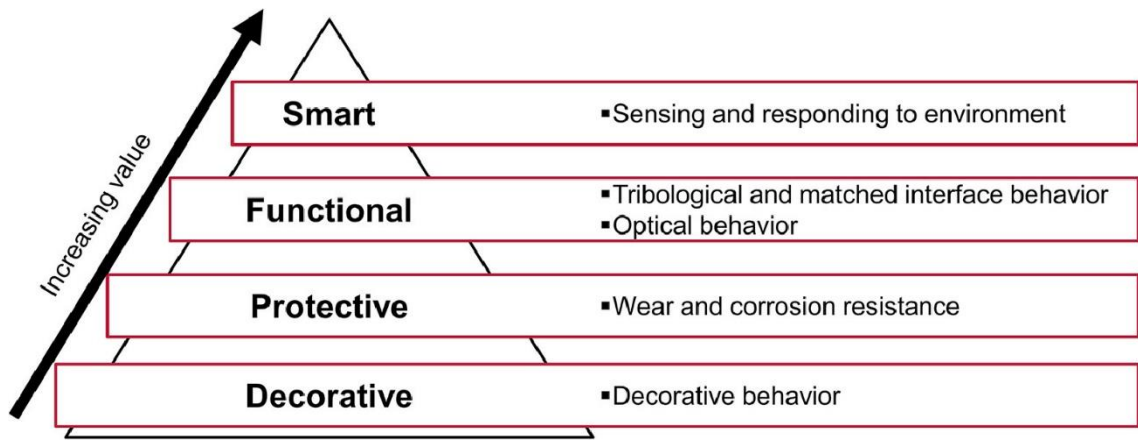 Increasing value
Smart
▪Sensing and responding to environment
Functional
▪Tribological and matched interface behavior
▪Optical behavior
Protective
▪Wear and corrosion resistance
Decorative
▪Decorative behavior